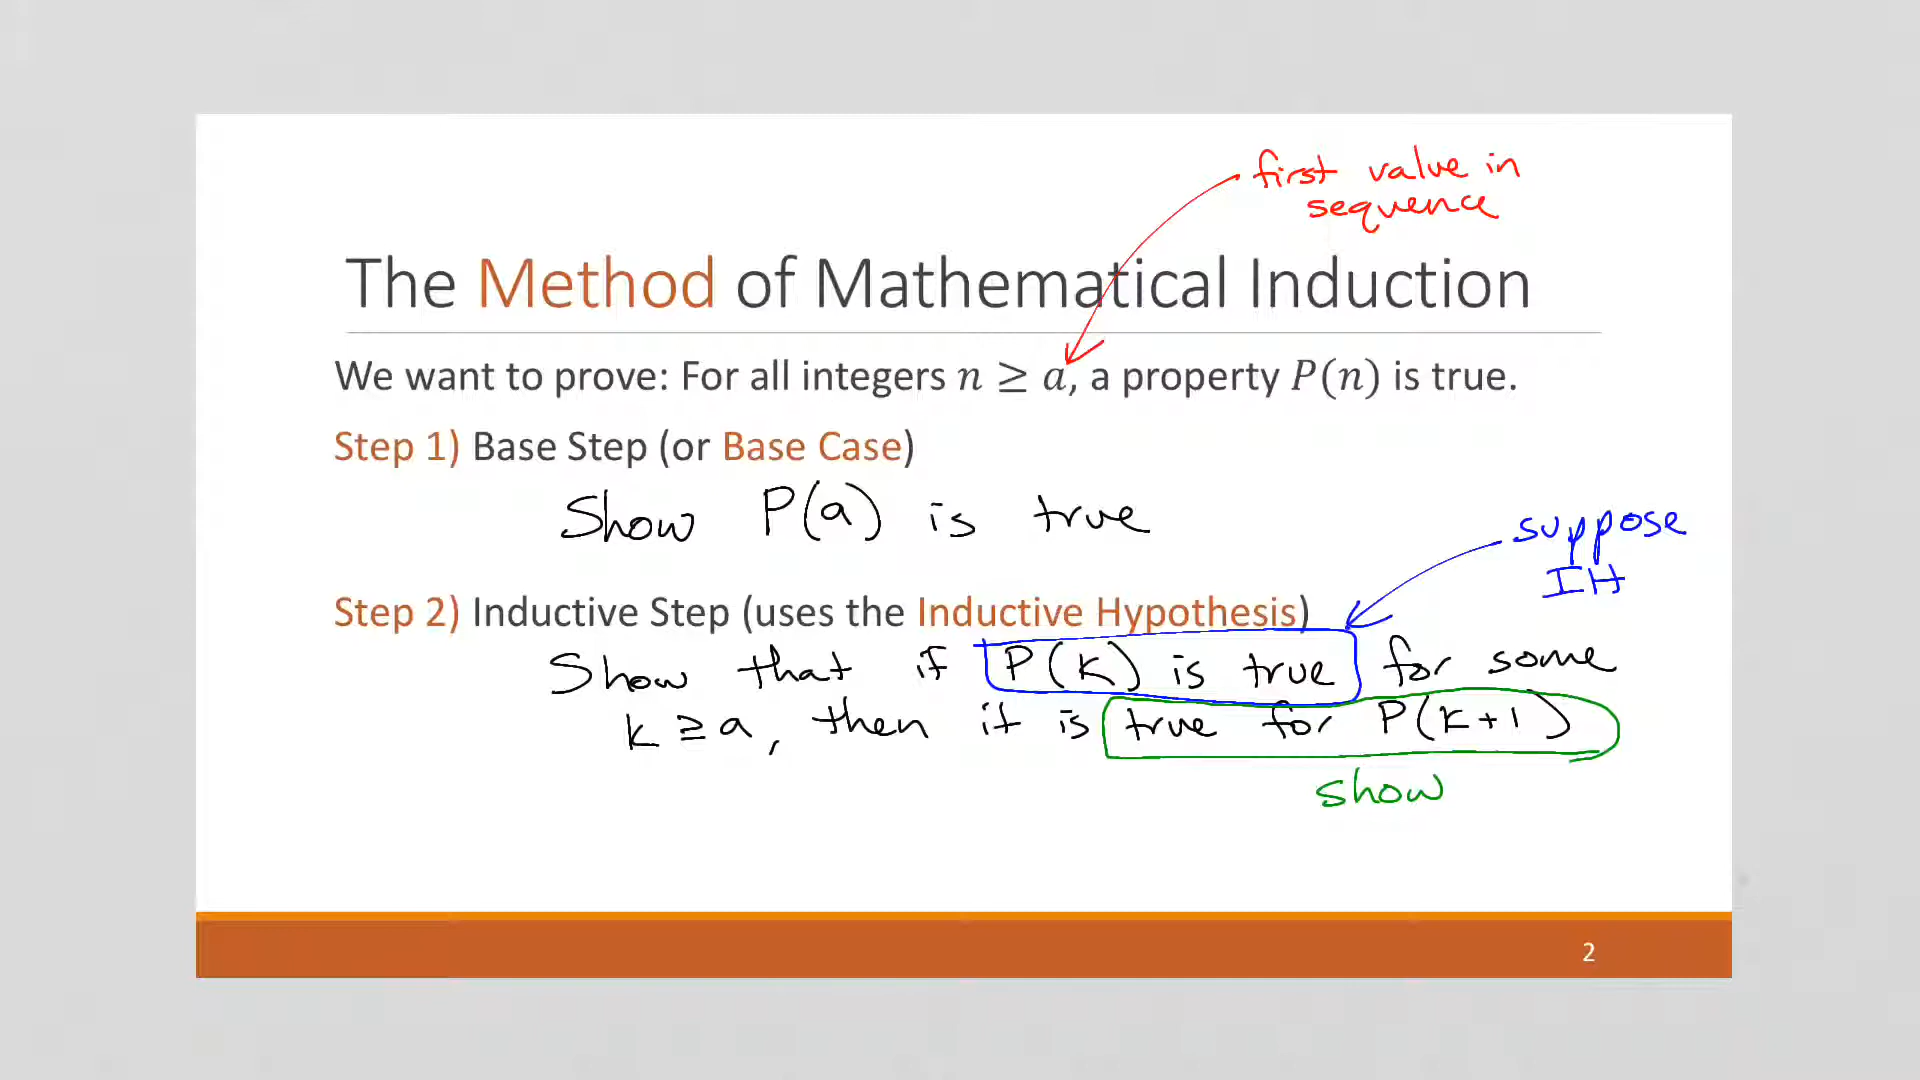 first value in
sequence
The Method of Mathematical Induction
We want to prove: For all integers n ≥ a, a property P(n) is true.
Step 1) Base Step (or Base Case)
Show P(a) is true
suppose
IH
Step 2) Inductive Step (uses the Inductive Hypothesis)
Show that if P(k) is true for some
k ≥ a, then it is true for P(k+1)
show
2